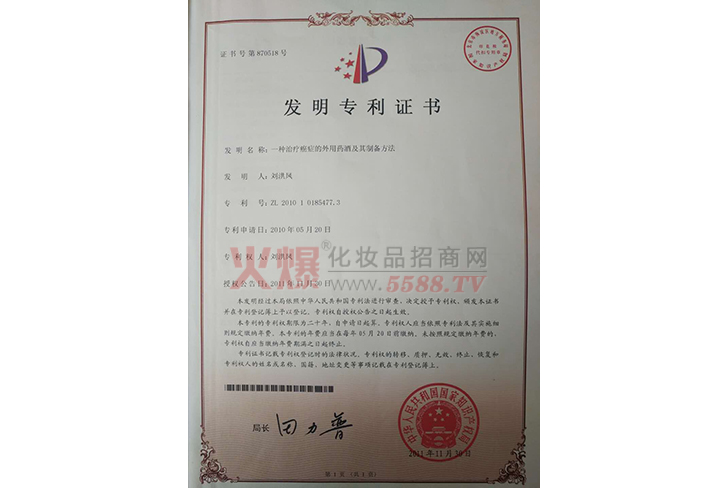 证书号第870518号
发明专利证书
发 明 名 称：一种治疗痹症的外用药酒及其制备方法
发 明 人：刘洪凤
专 利 号：ZL 2010 1 0185477.3
专利申请日：2010年05月20日
专 利 权 人：刘洪凤
授权公告日：2011年11月30日
火爆®化妆品招商网
www.5588.TV
本发明经过本局依照中华人民共和国专利法进行审查，决定授予专利权，颁发本证书
并在专利登记簿上予以登记。专利权自授权公告之日起生效。
本专利的专利权期限为二十年，自申请日起算。专利权人应当依照专利法及其实施细
则规定缴纳年费。本专利的年费应当在每年05月20日前缴纳。未按照规定缴纳年费的，
专利权自应当缴纳年费期满之日起终止。
专利证书记载专利权登记时的法律状况。专利权的转移、质押、无效、终止、恢复和
专利权人的姓名或名称、国籍、地址变更等事项记载在专利登记簿上。
局长 田力普
中华人民共和国国家知识产权局
2011年11月30日
第1页（共1页）